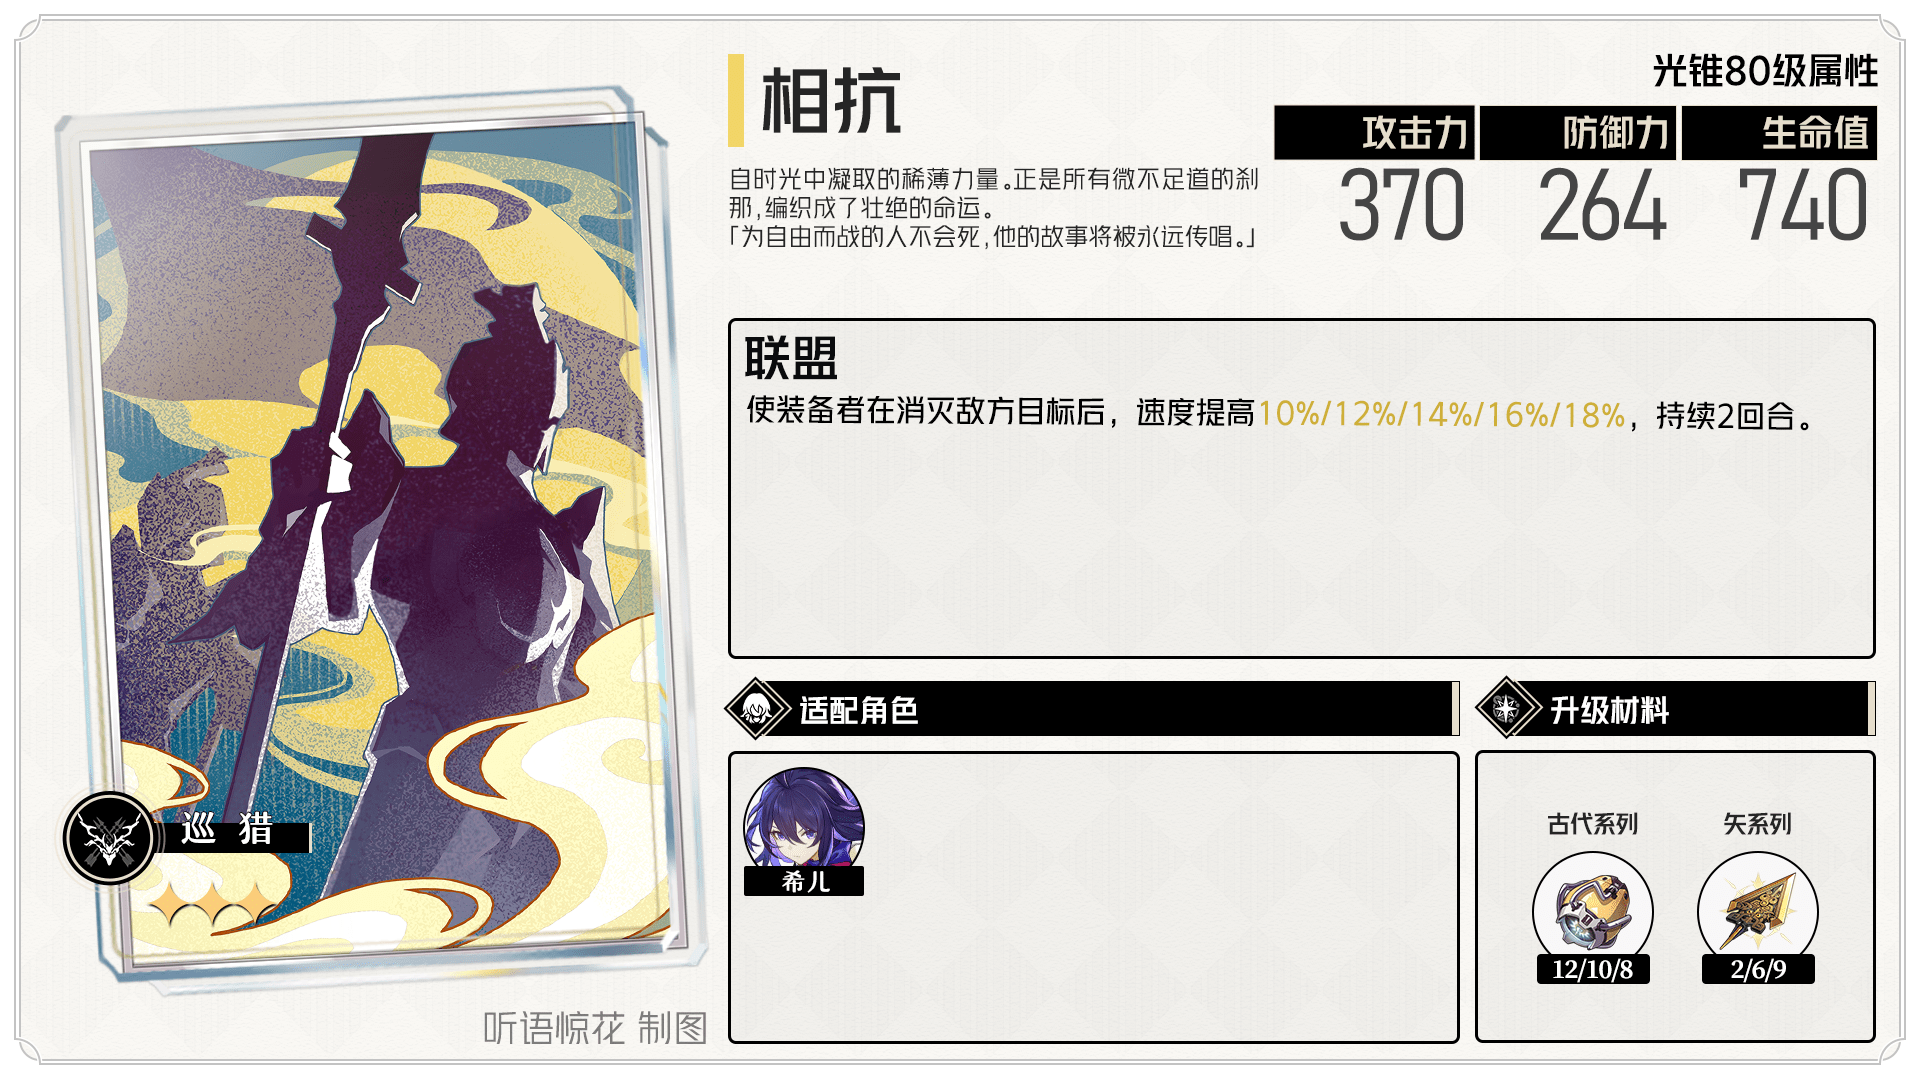 相抗
自时光中凝取的稀薄力量。正是所有微不足道的刹
那，编织成了壮绝的命运。
「为自由而战的人不会死，他的故事将被永远传唱。」
光锥80级属性
攻击力 防御力 生命值
370 264 740
联盟
使装备者在消灭敌方目标后，速度提高10%/12%/14%/16%/18%，持续2回合。
巡猎
适配角色
希儿
升级材料
古代系列 矢系列
12/10/8 2/6/9
听语惊花 制图